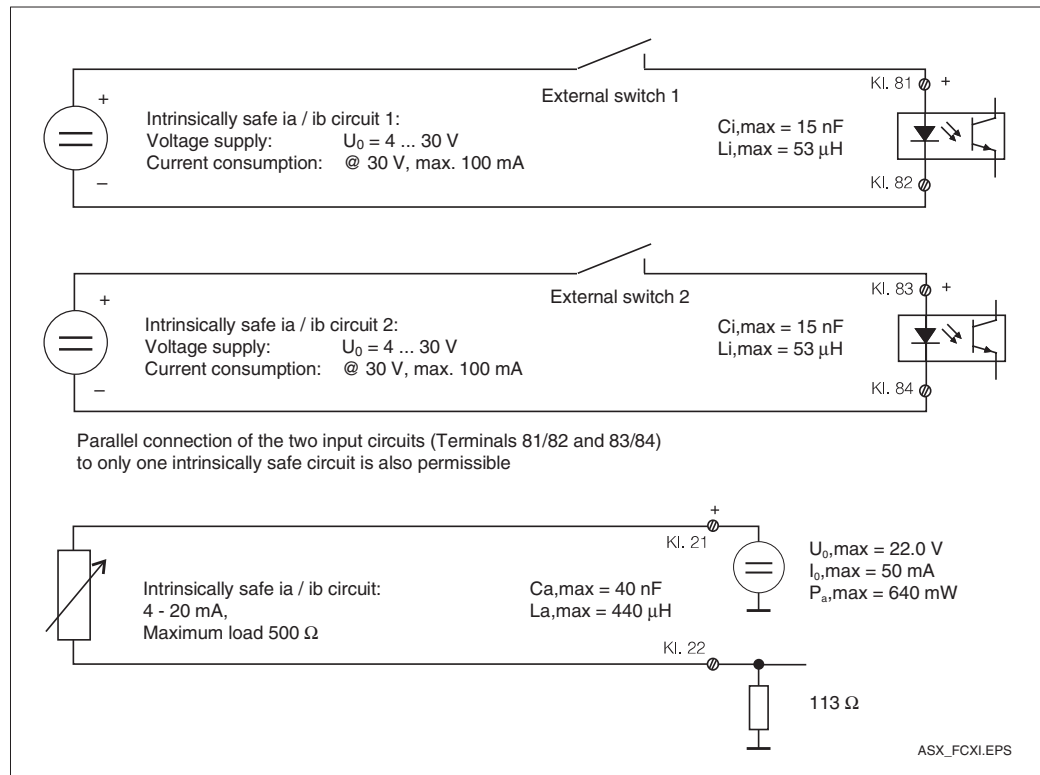 External switch 1
Kl. 81
+
+
Intrinsically safe ia / ib circuit 1:
Voltage supply: U₀ = 4 ... 30 V
Current consumption: @ 30 V, max. 100 mA
Ci,max = 15 nF
Li,max = 53 μH
–
Kl. 82
External switch 2
Kl. 83
+
+
Intrinsically safe ia / ib circuit 2:
Voltage supply: U₀ = 4 ... 30 V
Current consumption: @ 30 V, max. 100 mA
Ci,max = 15 nF
Li,max = 53 μH
–
Kl. 84
Parallel connection of the two input circuits (Terminals 81/82 and 83/84)
to only one intrinsically safe circuit is also permissible
+
Kl. 21
Intrinsically safe ia / ib circuit:
4 - 20 mA,
Maximum load 500 Ω
Ca,max = 40 nF
La,max = 440 μH
U₀,max = 22.0 V
I₀,max = 50 mA
Pₐ,max = 640 mW
Kl. 22
113 Ω
ASX_FCXI.EPS